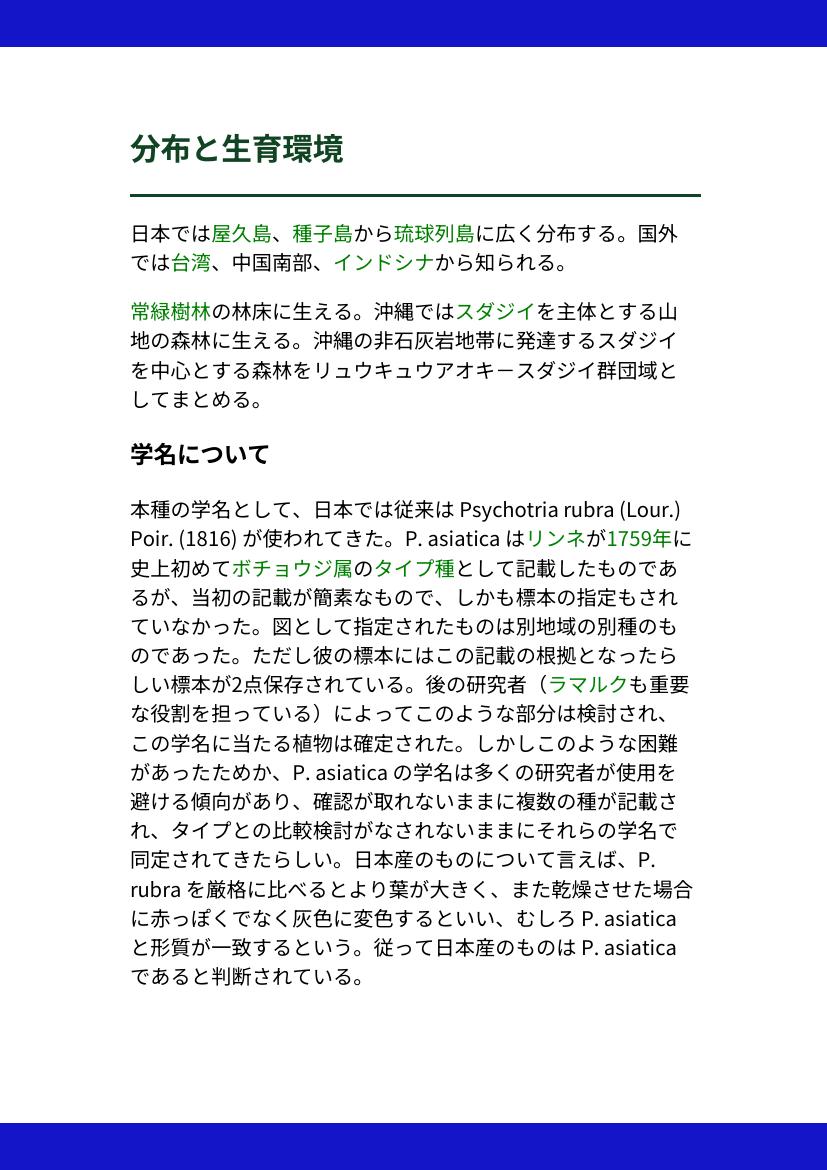 分布と生育環境
日本では屋久島、種子島から琉球列島に広く分布する。国外
では台湾、中国南部、インドシナから知られる。
常緑樹林の林床に生える。沖縄ではスダジイを主体とする山
地の森林に生える。沖縄の非石灰岩地帯に発達するスダジイ
を中心とする森林をリュウキュウアオキースダジイ群団域と
してまとめる。
学名について
本種の学名として、日本では従来は Psychotria rubra (Lour.)
Poir. (1816) が使われてきた。P. asiatica はリンネが1759年に
史上初めてボチョウジ属のタイプ種として記載したものであ
るが、当初の記載が簡素なもので、しかも標本の指定もされ
ていなかった。図として指定されたものは別地域の別種のも
のであった。ただし彼の標本にはこの記載の根拠となったら
しい標本が2点保存されている。後の研究者（ラマルクも重要
な役割を担っている）によってこのような部分は検討され、
この学名に当たる植物は確定された。しかしこのような困難
があったためか、P. asiatica の学名は多くの研究者が使用を
避ける傾向があり、確認が取れないままに複数の種が記載さ
れ、タイプとの比較検討がなされないままにそれらの学名で
同定されてきたらしい。日本産のものについて言えば、P.
rubra を厳格に比べるとより葉が大きく、また乾燥させた場合
に赤っぽくでなく灰色に変色するといい、むしろ P. asiatica
と形質が一致するという。従って日本産のものは P. asiatica
であると判断されている。